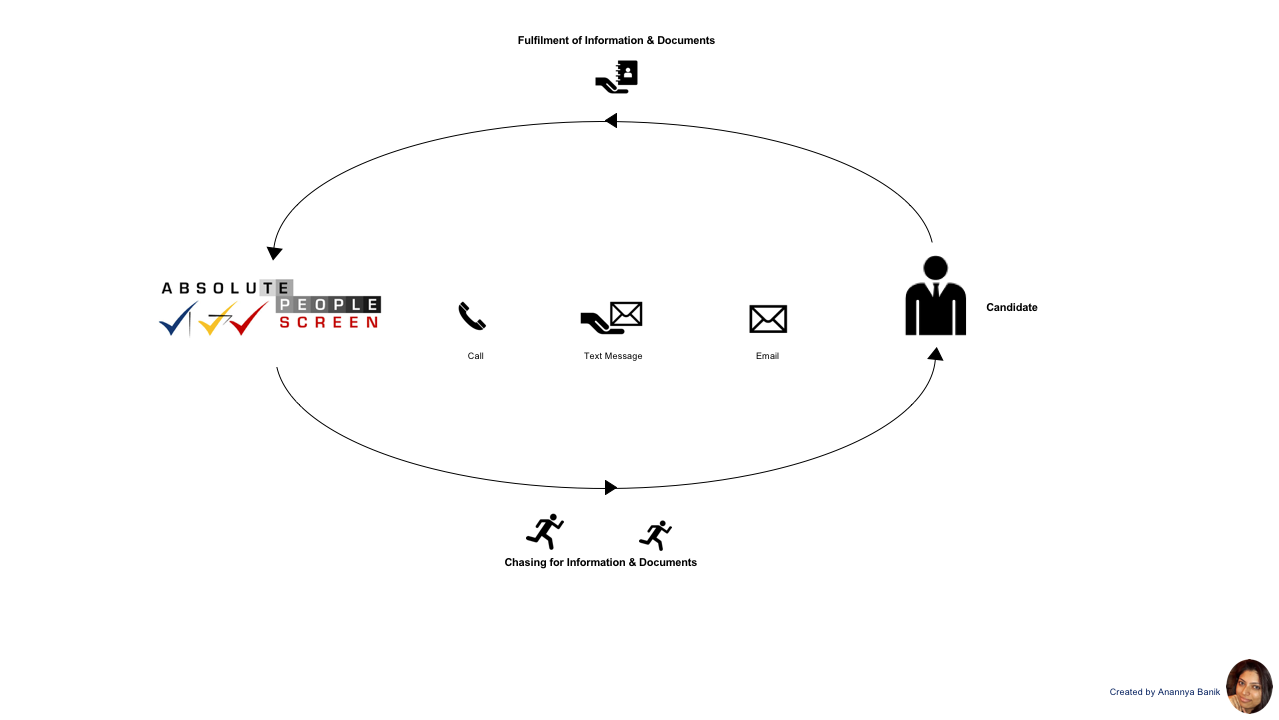 Fulfilment of Information & Documents
ABSOLUTE
PEOPLE
SCREEN
Candidate
Call
Text Message
Email
Chasing for Information & Documents
Created by Anannya Banik